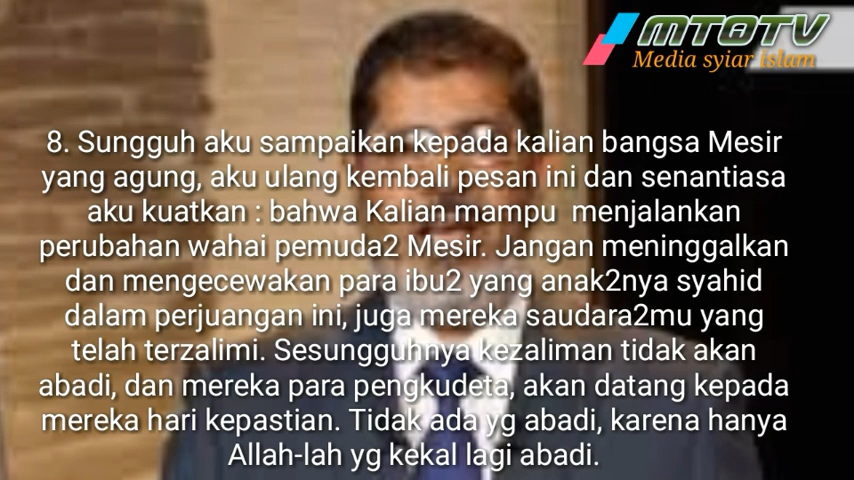 MTOTV
Media syiar islam
8. Sungguh aku sampaikan kepada kalian bangsa Mesir
yang agung, aku ulang kembali pesan ini dan senantiasa
aku kuatkan : bahwa Kalian mampu  menjalankan
perubahan wahai pemuda2 Mesir. Jangan meninggalkan
dan mengecewakan para ibu2 yang anak2nya syahid
dalam perjuangan ini, juga mereka saudara2mu yang
telah terzalimi. Sesungguhnya kezaliman tidak akan
abadi, dan mereka para pengkudeta, akan datang kepada
mereka hari kepastian. Tidak ada yg abadi, karena hanya
Allah-lah yg kekal lagi abadi.